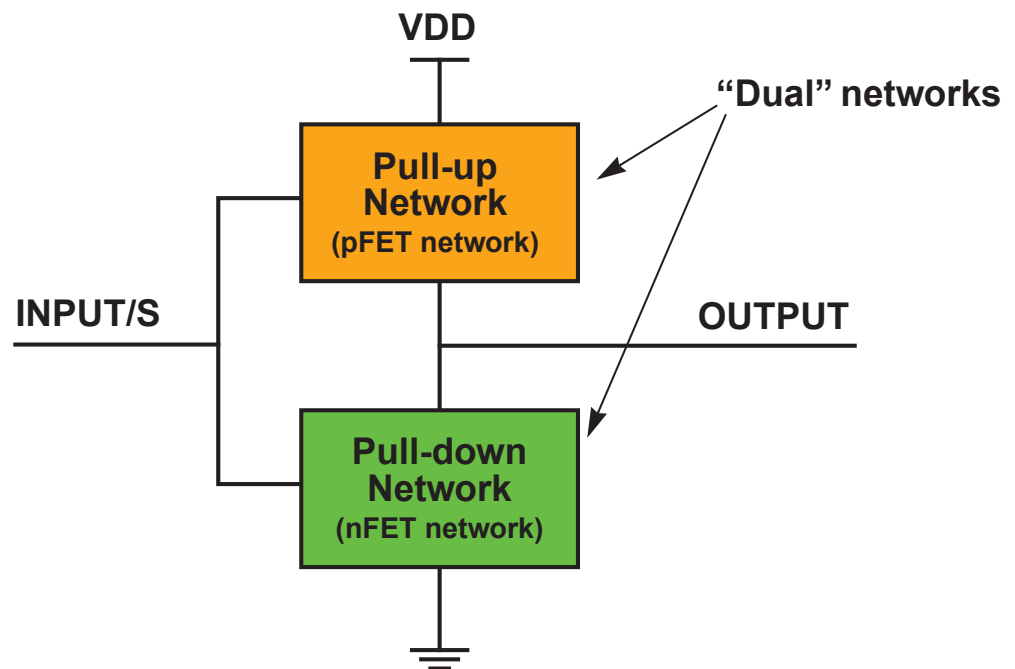 VDD
“Dual” networks
Pull-up
Network
(pFET network)
INPUT/S
OUTPUT
Pull-down
Network
(nFET network)